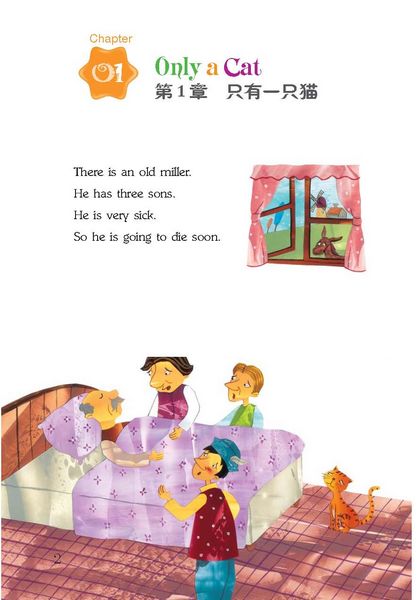 Chapter
01
Only a Cat
第1章 只有一只猫
There is an old miller.
He has three sons.
He is very sick.
So he is going to die soon.
2